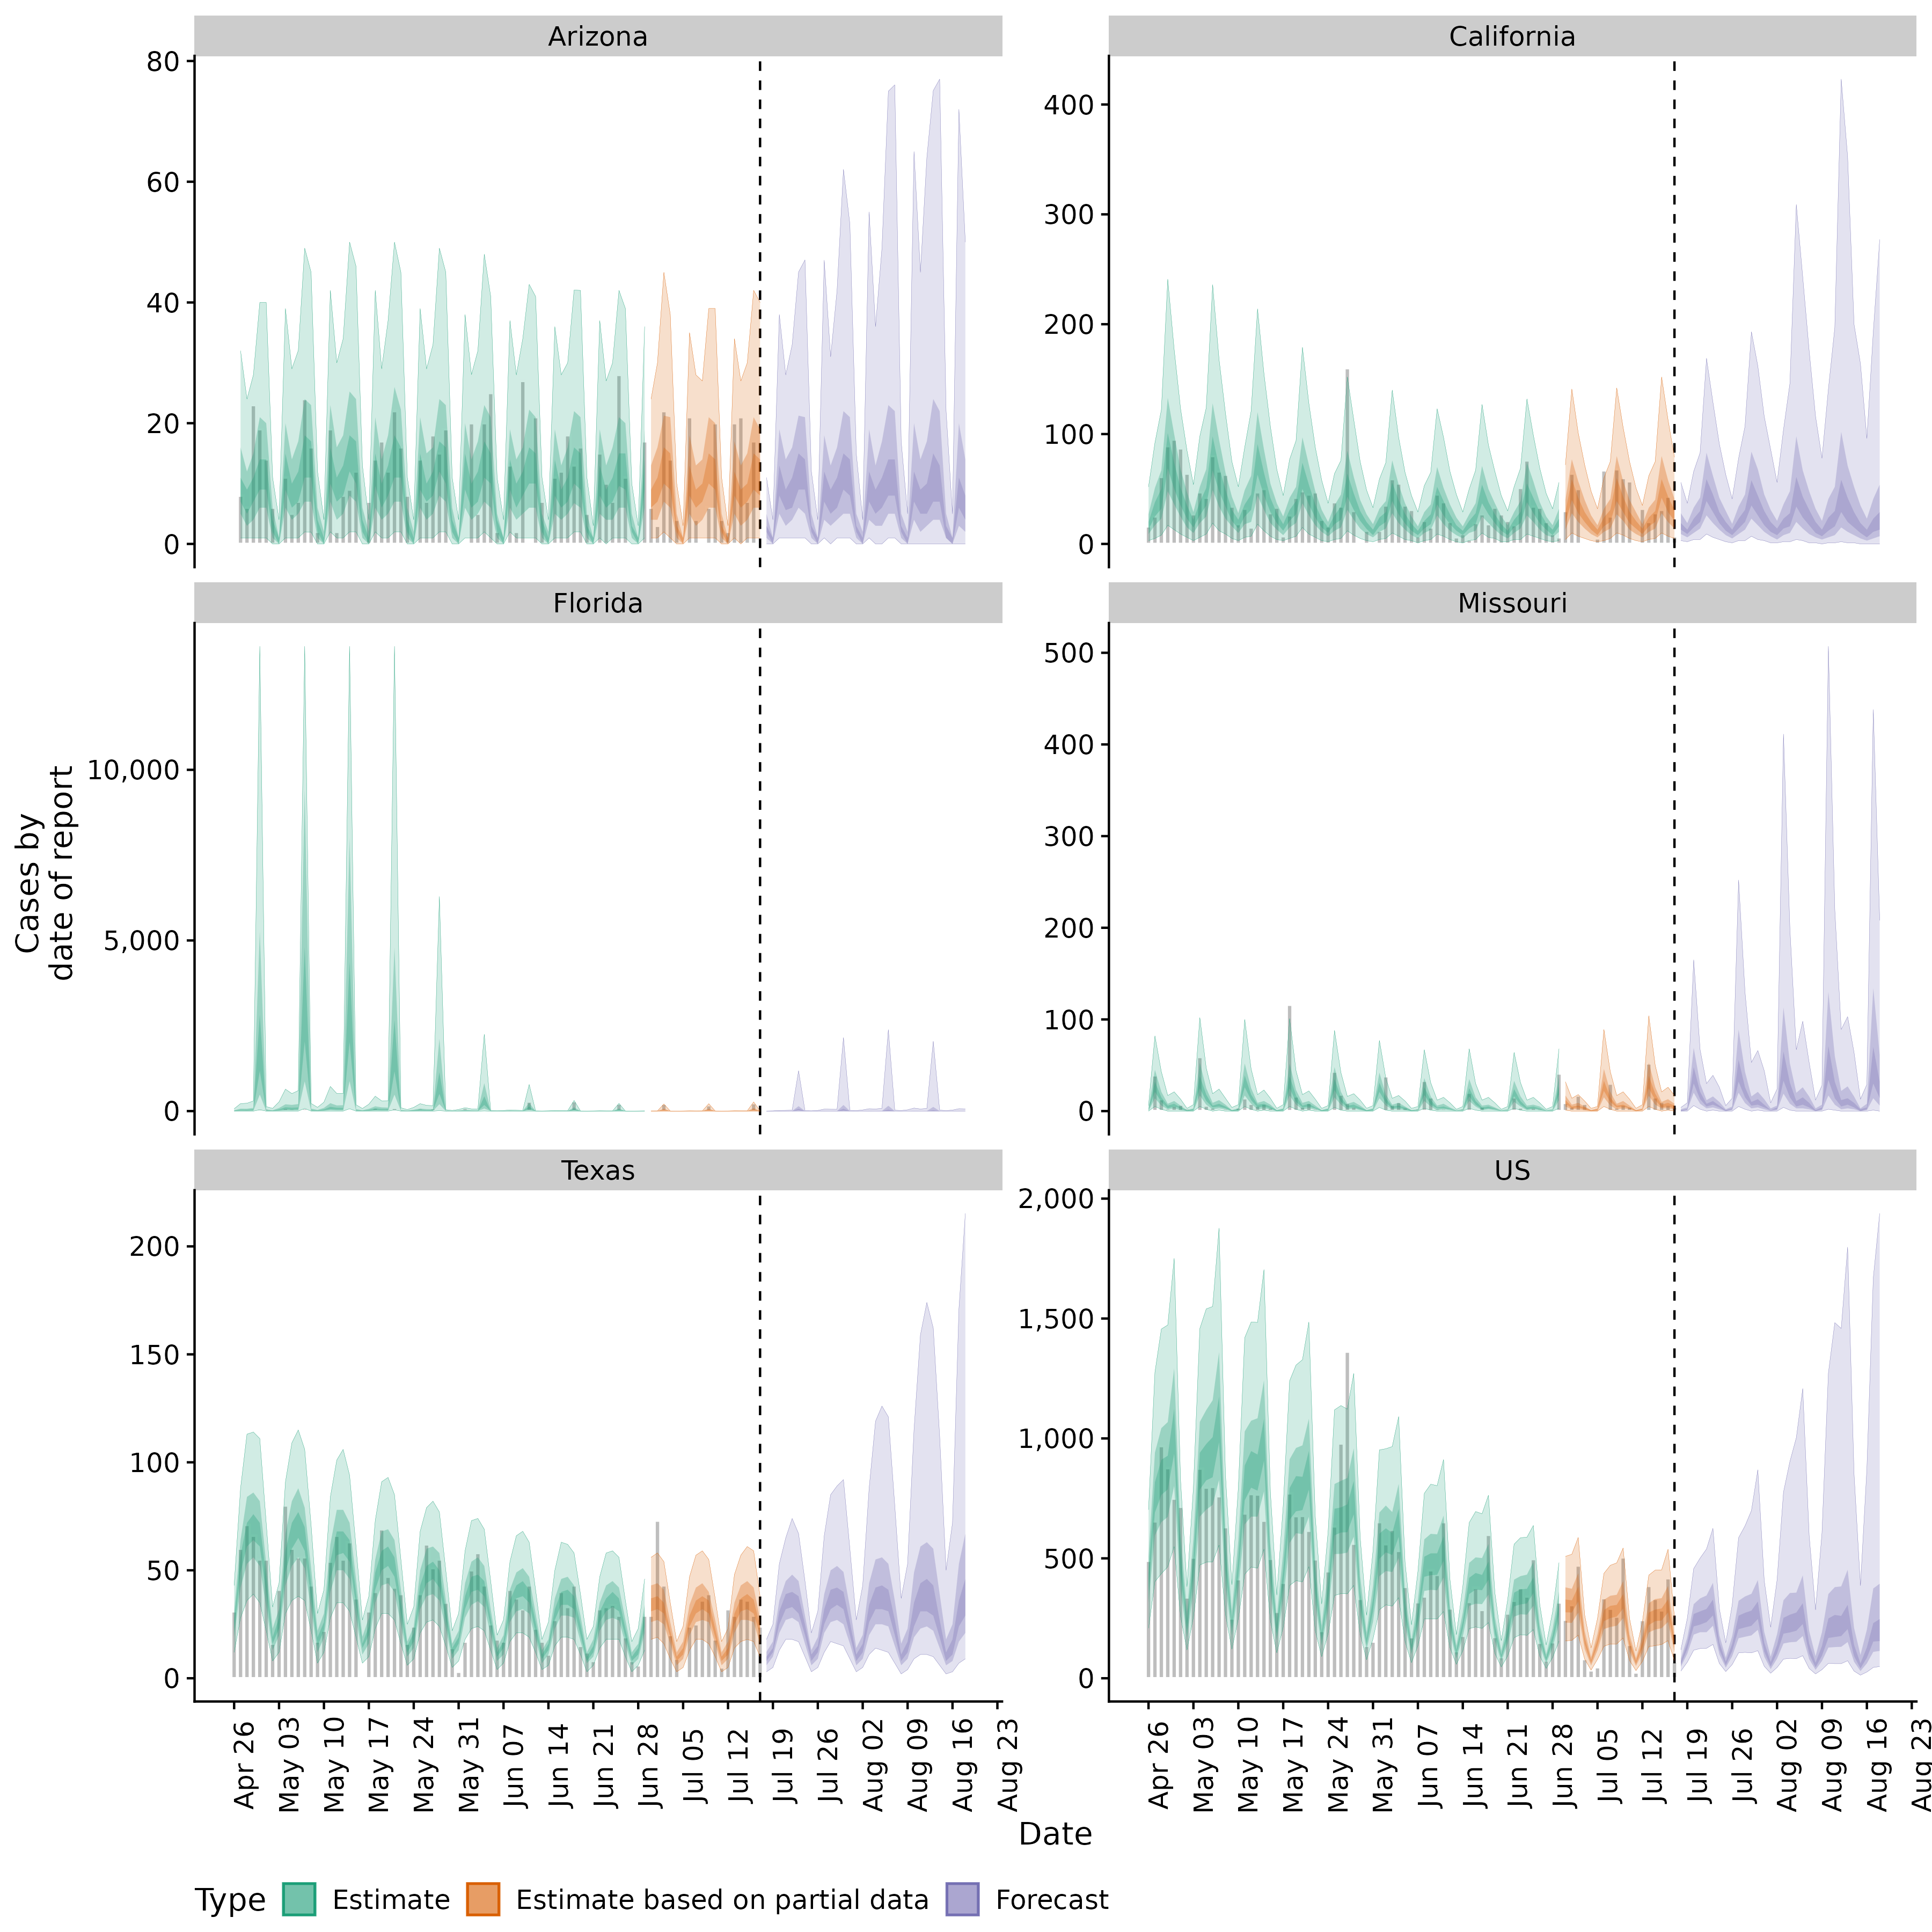 Arizona
California
80
60
40
20
0
400
300
200
100
0
Florida
Missouri
10,000
5,000
0
500
400
300
200
100
0
Cases by
date of report
Texas
US
200
150
100
50
0
2,000
1,500
1,000
500
0
Apr 26
May 03
May 10
May 17
May 24
May 31
Jun 07
Jun 14
Jun 21
Jun 28
Jul 05
Jul 12
Jul 19
Jul 26
Aug 02
Aug 09
Aug 16
Aug 23
Apr 26
May 03
May 10
May 17
May 24
May 31
Jun 07
Jun 14
Jun 21
Jun 28
Jul 05
Jul 12
Jul 19
Jul 26
Aug 02
Aug 09
Aug 16
Aug 23
Date
Type Estimate Estimate based on partial data Forecast